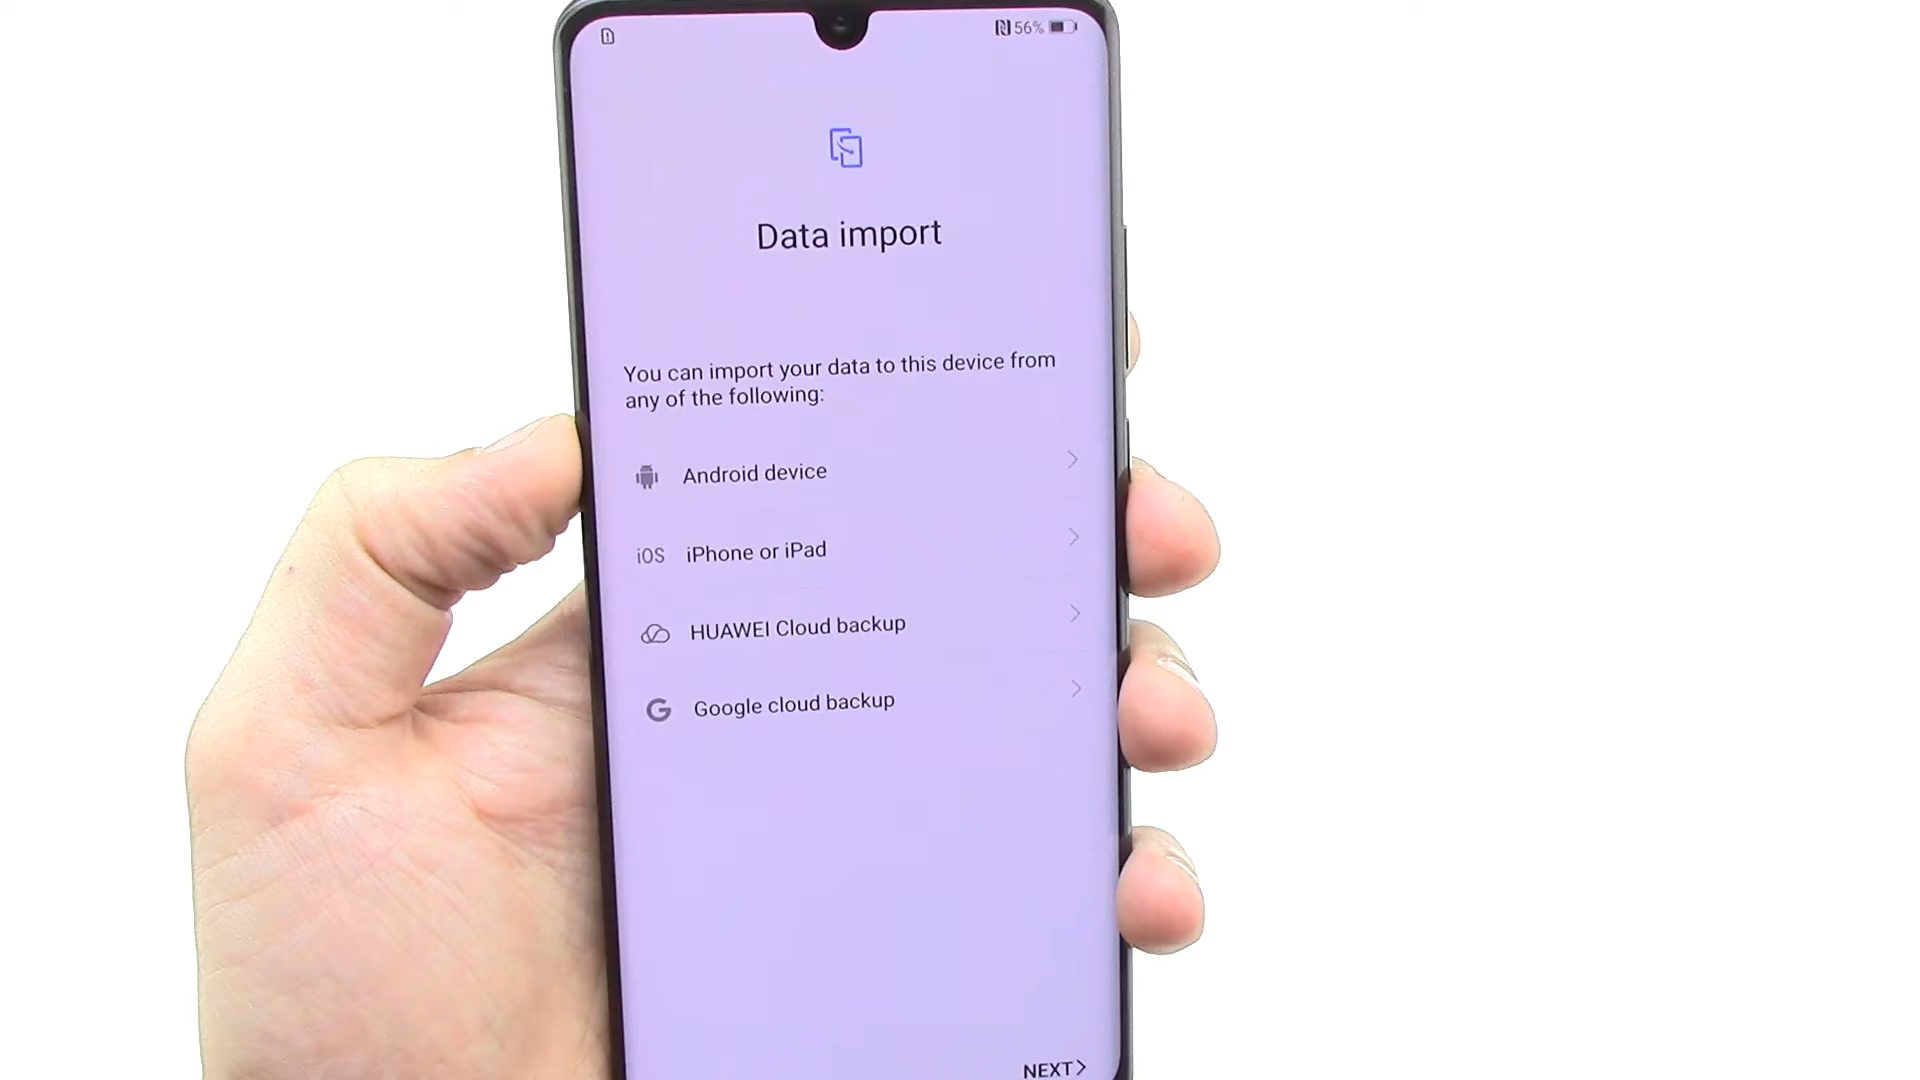 56%
Data import
You can import your data to this device from
any of the following:
Android device
iOS iPhone or iPad
HUAWEI Cloud backup
G Google cloud backup
NEXT